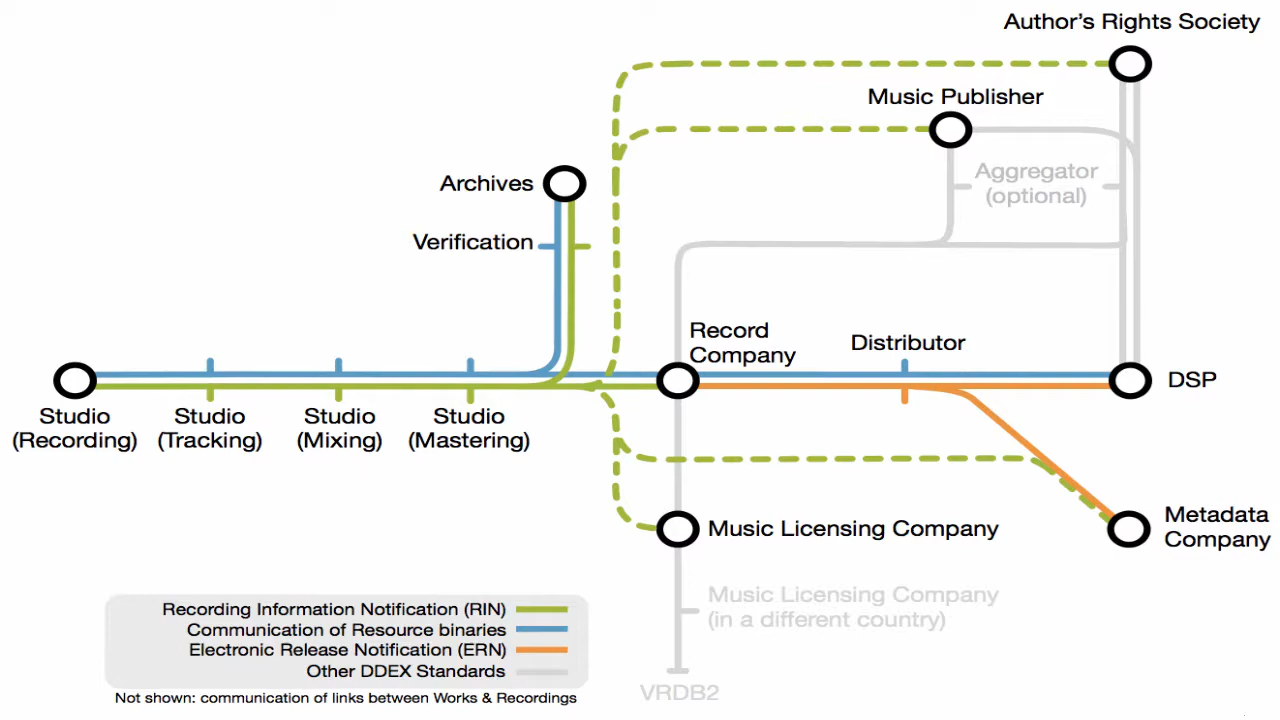 Author's Rights Society
Music Publisher
Aggregator
(optional)
Archives
Verification
Record
Company
Distributor
DSP
Studio
(Recording)
Studio
(Tracking)
Studio
(Mixing)
Studio
(Mastering)
Music Licensing Company
Metadata
Company
Music Licensing Company
(in a different country)
VRDB2
Recording Information Notification (RIN)
Communication of Resource binaries
Electronic Release Notification (ERN)
Other DDEX Standards
Not shown: communication of links between Works & Recordings